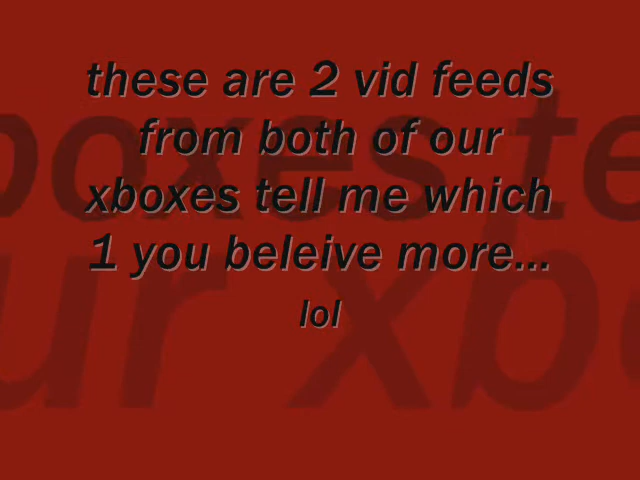 these are 2 vid feeds
from both of our
xboxes tell me which
1 you beleive more...
lol